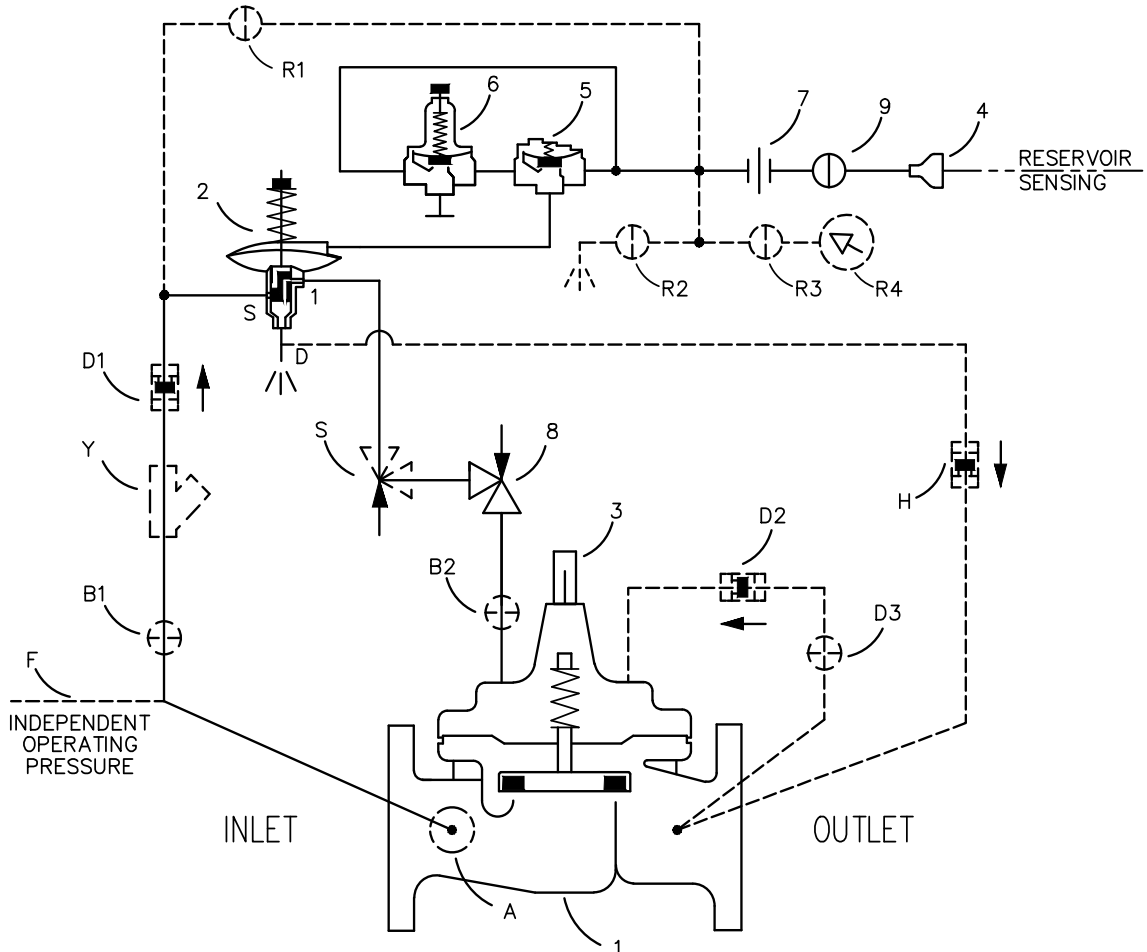 R1
6
5
7
9
4
RESERVOIR
SENSING
2
R2
R3
R4
S
1
D
D1
S
8
Y
H
3
D2
B2
B1
D3
F
INDEPENDENT
OPERATING
PRESSURE
INLET
OUTLET
A
1